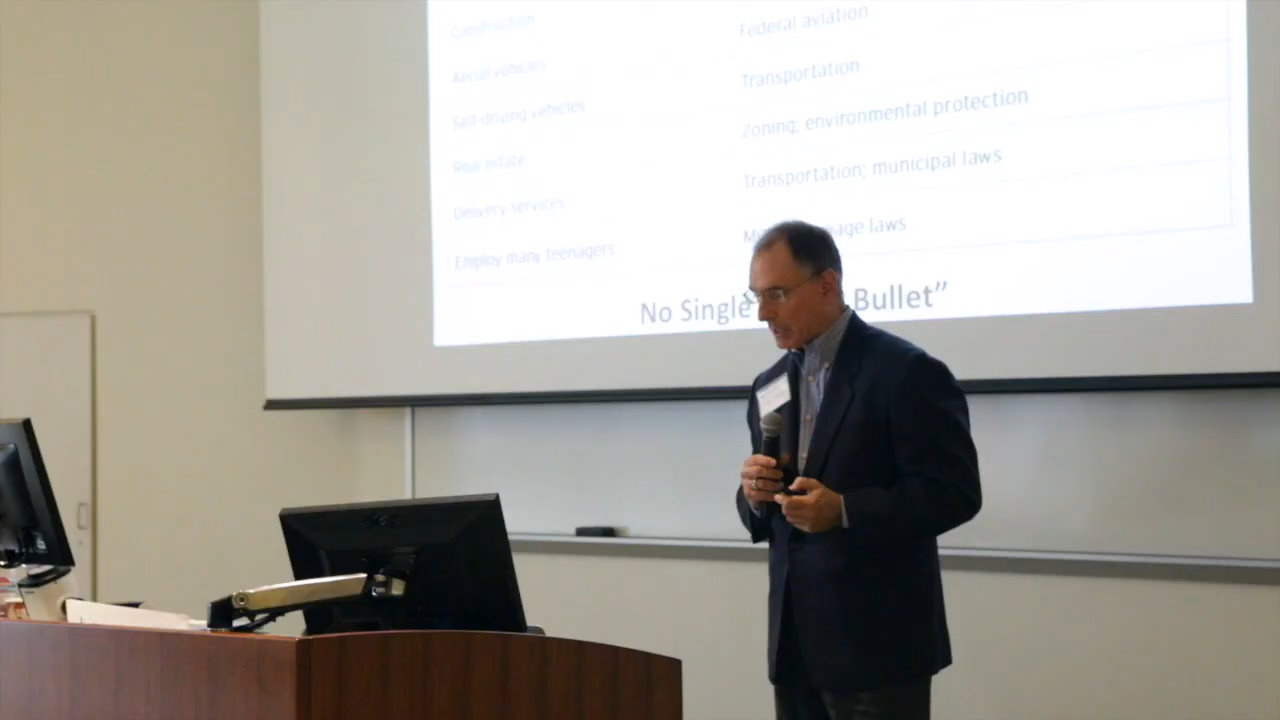 Construction Federal aviation
Aerial vehicles Transportation
Self-driving vehicles Zoning; environmental protection
Real estate Transportation; municipal laws
Delivery services wage laws
Employ many teenagers
No Single Bullet”